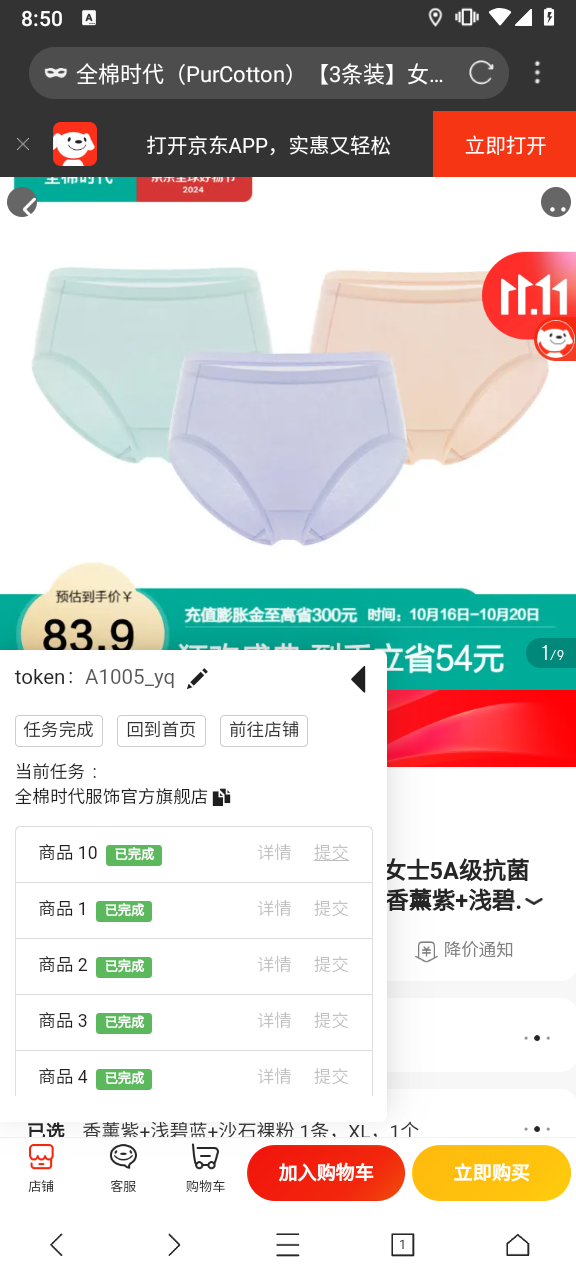 8:50
A
全棉时代（PurCotton）【3条装】女...
打开京东APP，实惠又轻松
立即打开
全棉时代
京东全球好物节
2024
11.11
预估到手价￥
83.9
充值膨胀金至高省300元 时间：10月16日-10月20日
立省54元
1/9
token： A1005_yq
任务完成
回到首页
前往店铺
当前任务 ：
全棉时代服饰官方旗舰店
商品 10 已完成 详情 提交
商品 1 已完成 详情 提交
商品 2 已完成 详情 提交
商品 3 已完成 详情 提交
商品 4 已完成 详情 提交
女士5A级抗菌
香薰紫+浅碧.
降价通知
已选 香薰紫+浅碧蓝+沙石裸粉 1条，XL，1个
店铺
客服
购物车
加入购物车
立即购买
1